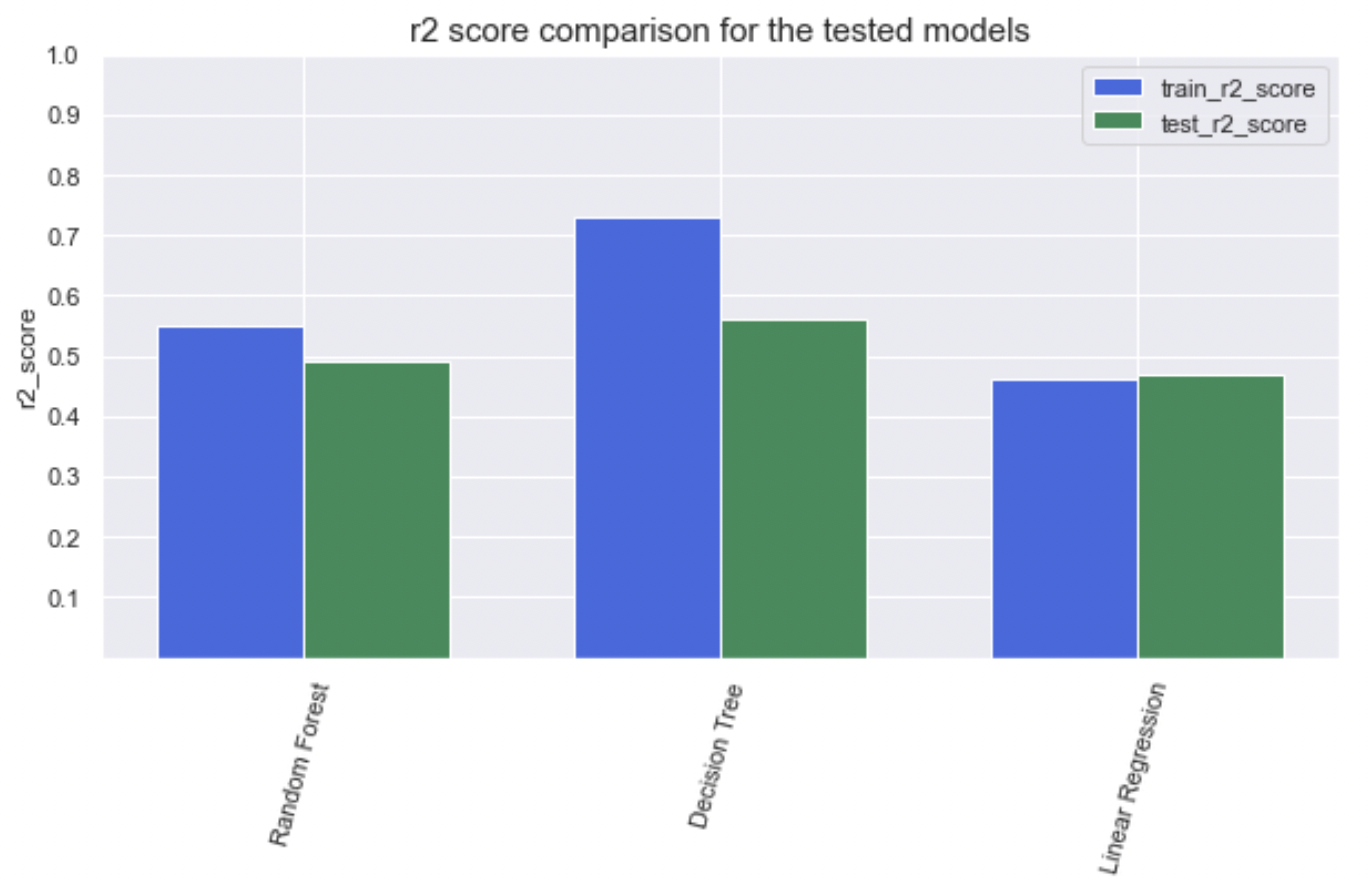 r2 score comparison for the tested models
1.0
0.9
0.8
0.7
0.6
0.5
0.4
0.3
0.2
0.1
r2_score
train_r2_score
test_r2_score
Random Forest
Decision Tree
Linear Regression